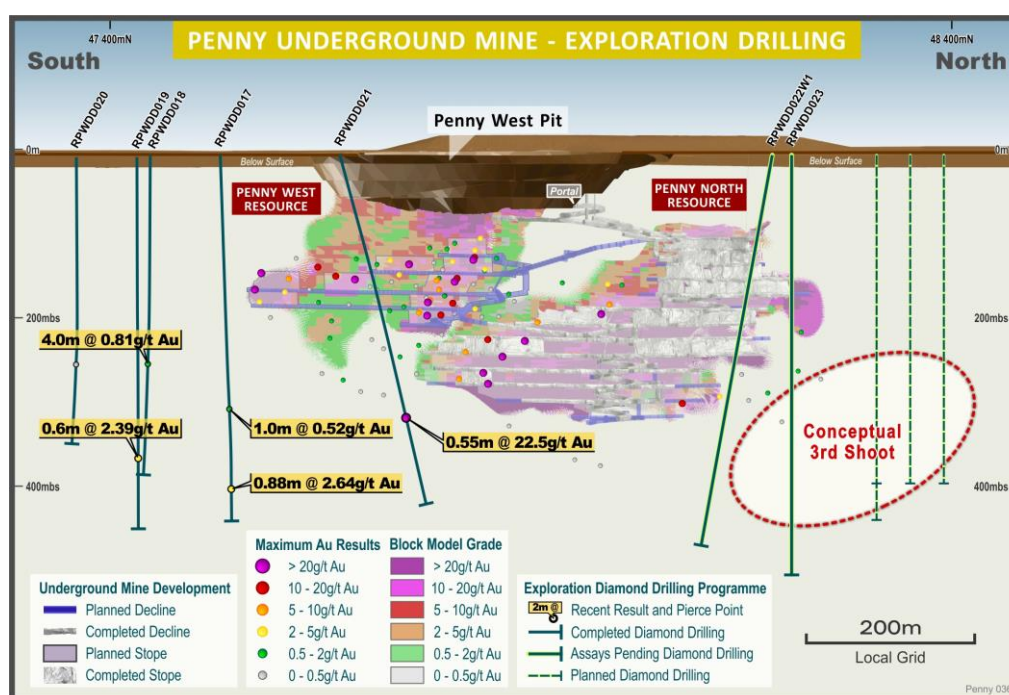 47 400mN
PENNY UNDERGROUND MINE - EXPLORATION DRILLING
48 400mN
South
North
RPWDD020
RPWDD019
RPWDD018
RPWDD017
RPWDD021
RPWDD022W1
RPWDD023
Penny West Pit
0m
0m
Below Surface
Below Surface
PENNY WEST
RESOURCE
Portal
PENNY NORTH
RESOURCE
200mbs
200mbs
4.0m @ 0.81g/t Au
0.6m @ 2.39g/t Au
1.0m @ 0.52g/t Au
0.55m @ 22.5g/t Au
Conceptual
3rd Shoot
0.88m @ 2.64g/t Au
400mbs
400mbs
Underground Mine Development
Planned Decline
Completed Decline
Planned Stope
Completed Stope
Maximum Au Results
> 20g/t Au
10 - 20g/t Au
5 - 10g/t Au
2 - 5g/t Au
0.5 - 2g/t Au
0 - 0.5g/t Au
Block Model Grade
> 20g/t Au
10 - 20g/t Au
5 - 10g/t Au
2 - 5g/t Au
0.5 - 2g/t Au
0 - 0.5g/t Au
Exploration Diamond Drilling Programme
2m @
Recent Result and Pierce Point
Completed Diamond Drilling
Assays Pending Diamond Drilling
Planned Diamond Drilling
200m
Local Grid
Penny 036